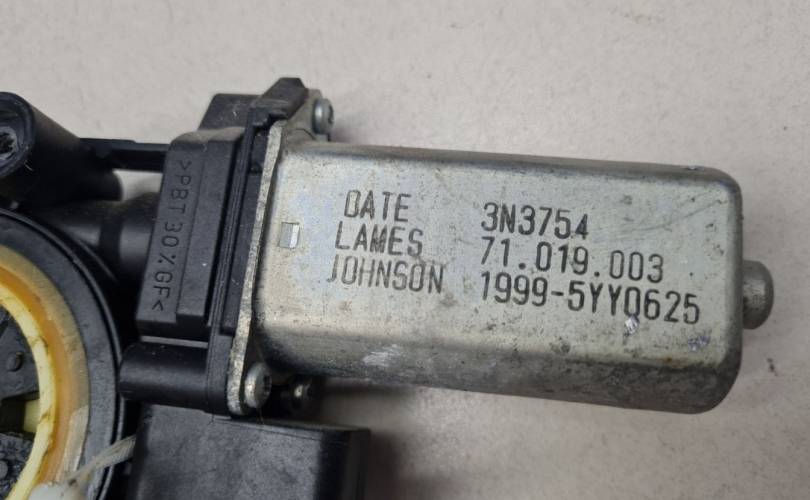 DATE 3N3754
LAMES 71.019.003
JOHNSON 1999-5YY0625
>PBT 30%GF<